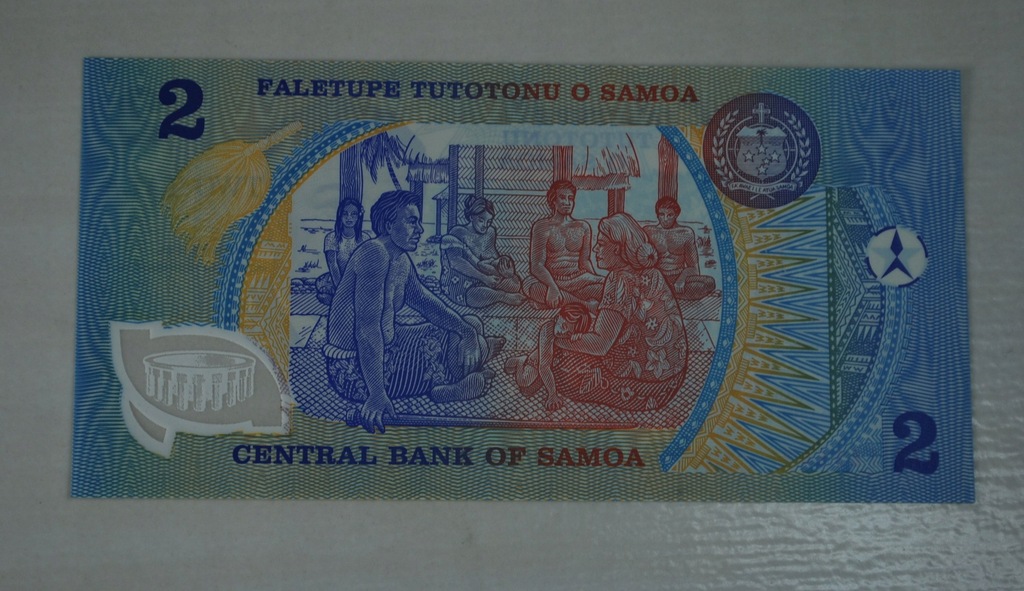 2
FALETUPE TUTOTONU O SAMOA
CENTRAL BANK OF SAMOA
2